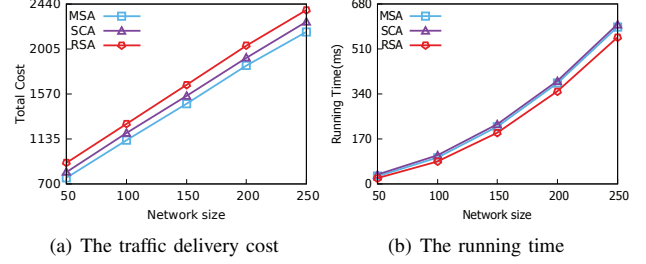 2440
2005
1570
1135
700
Total Cost
MSA
SCA
RSA
50 100 150 200 250
Network size
(a) The traffic delivery cost
680
510
340
170
0
Running Time(ms)
MSA
SCA
RSA
50 100 150 200 250
Network size
(b) The running time